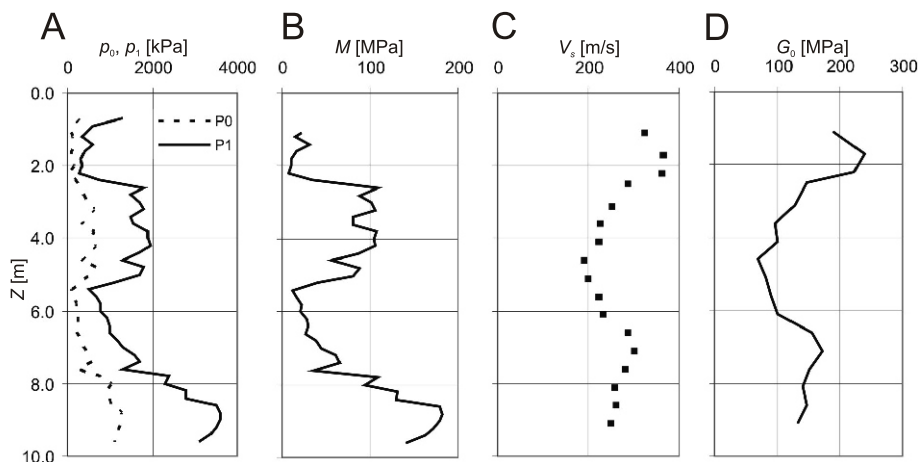 A
B
C
D
p₀, p₁ [kPa]
M [MPa]
Vₛ [m/s]
G₀ [MPa]
0 2000 4000
0 100 200
0 200 400
0 100 200 300
0.0
2.0
4.0
6.0
8.0
10.0
Z [m]
P0
P1